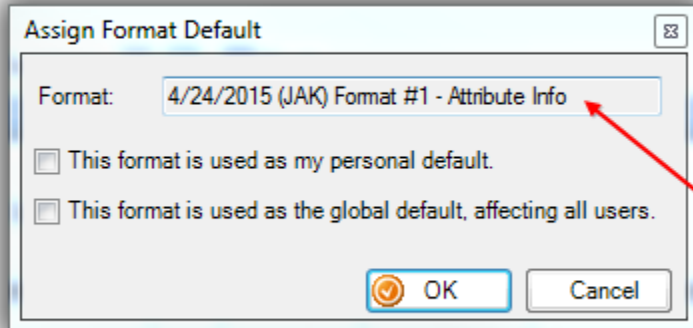 Assign Format Default
Format: 4/24/2015 (JAK) Format #1 - Attribute Info
This format is used as my personal default.
This format is used as the global default, affecting all users.
OK Cancel